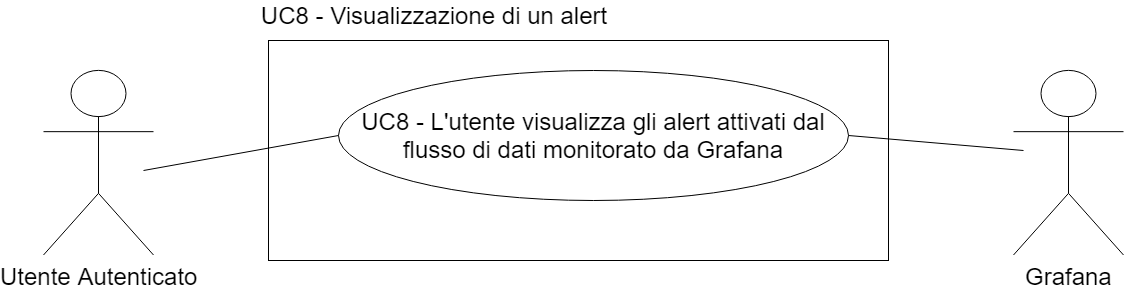 UC8 - Visualizzazione di un alert
UC8 - L'utente visualizza gli alert attivati dal
flusso di dati monitorato da Grafana
Utente Autenticato
Grafana